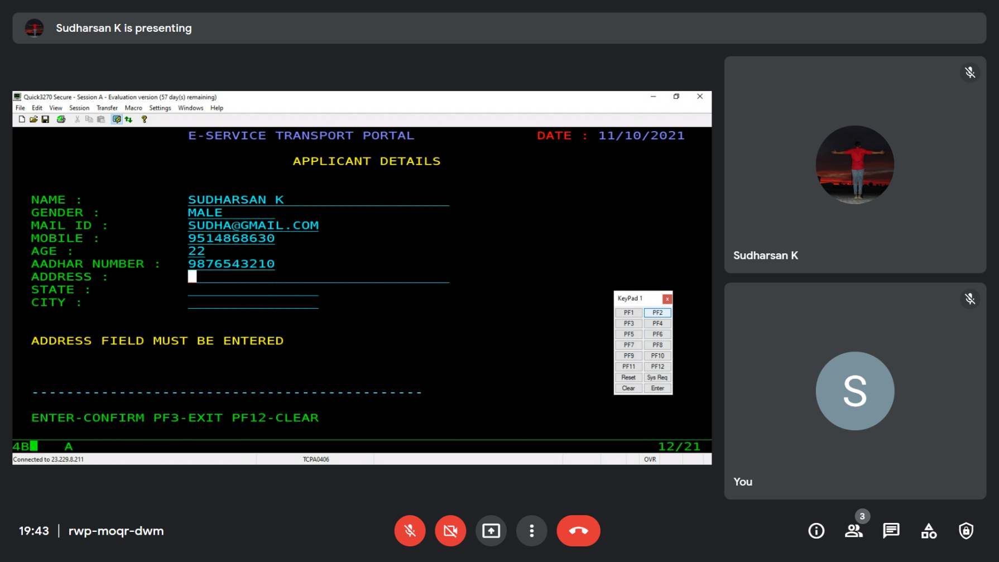 Sudharsan K is presenting
Quick3270 Secure - Session A - Evaluation version (57 day(s) remaining)
File Edit View Session Transfer Macro Settings Windows Help
E-SERVICE TRANSPORT PORTAL DATE : 11/10/2021
APPLICANT DETAILS
NAME : SUDHARSAN K
GENDER : MALE
MAIL ID : SUDHA@GMAIL.COM
MOBILE : 9514868630
AGE : 22
AADHAR NUMBER : 9876543210
ADDRESS :
STATE :
CITY :
ADDRESS FIELD MUST BE ENTERED
---------------------------------------------
ENTER-CONFIRM PF3-EXIT PF12-CLEAR
4B A 12/21
Connected to 23.229.8.211 TCPA0406 OVR
KeyPad 1 x
PF1 PF2
PF3 PF4
PF5 PF6
PF7 PF8
PF9 PF10
PF11 PF12
Reset Sys Req
Clear Enter
Sudharsan K
S
You
19:43 | rwp-moqr-dwm
3